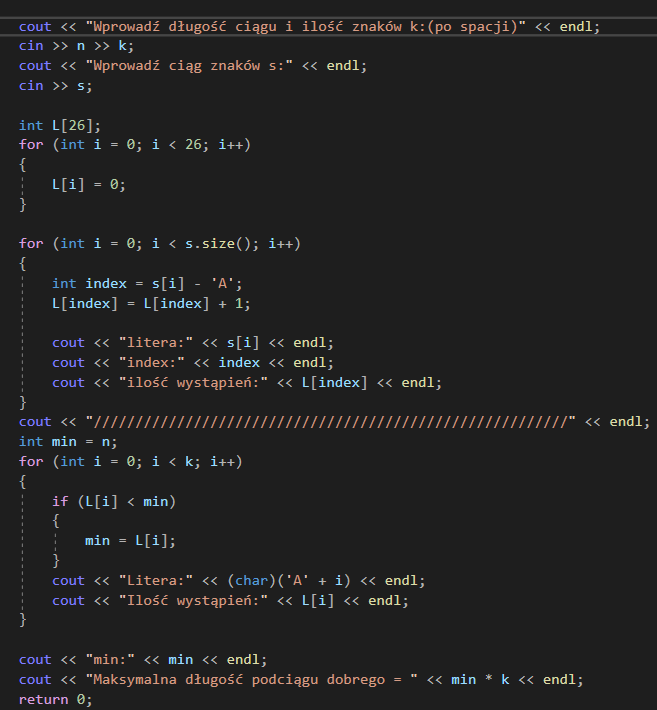 cout << "Wprowadź długość ciągu i ilość znaków k:(po spacji)" << endl;
cin >> n >> k;
cout << "Wprowadź ciąg znaków s:" << endl;
cin >> s;
int L[26];
for (int i = 0; i < 26; i++)
{
L[i] = 0;
}
for (int i = 0; i < s.size(); i++)
{
int index = s[i] - 'A';
L[index] = L[index] + 1;
cout << "litera:" << s[i] << endl;
cout << "index:" << index << endl;
cout << "ilość wystąpień:" << L[index] << endl;
}
cout << "/////////////////////////////////////////////////////////" << endl;
int min = n;
for (int i = 0; i < k; i++)
{
if (L[i] < min)
{
min = L[i];
}
cout << "Litera:" << (char)('A' + i) << endl;
cout << "Ilość wystąpień:" << L[i] << endl;
}
cout << "min:" << min << endl;
cout << "Maksymalna długość podciągu dobrego = " << min * k << endl;
return 0;